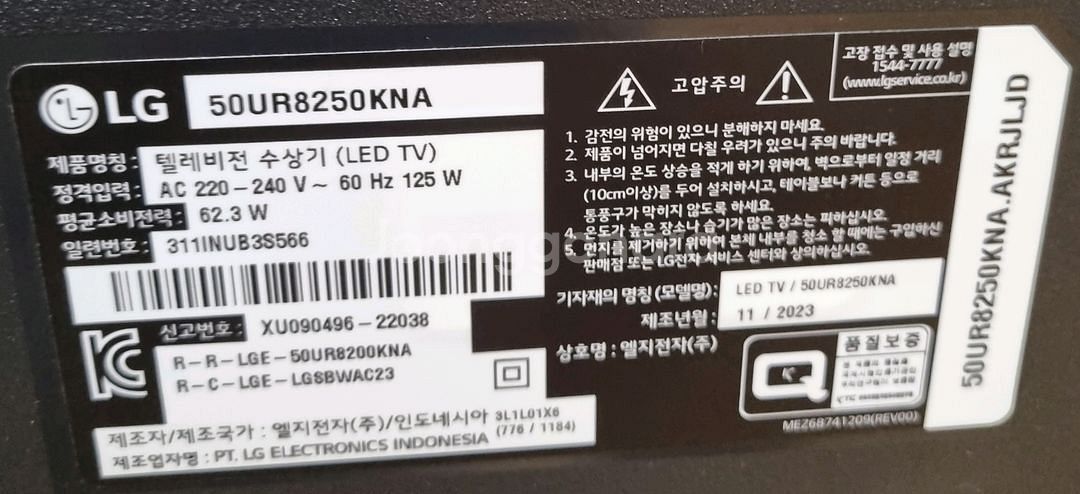 LG 50UR8250KNA
제품명칭 : 텔레비전 수상기 (LED TV)
정격입력 : AC 220-240 V~ 60 Hz 125 W
평균소비전력 : 62.3 W
일련번호 : 311INUB3S566
신고번호 : XU090496-22038
R-R-LGE-50UR8200KNA
R-C-LGE-LGSBWAC23
제조자/제조국가 : 엘지전자(주)/인도네시아 3L1L01X6
(776 / 1184)
제조업자명 : PT. LG ELECTRONICS INDONESIA
고압주의
고장 접수 및 사용 설명
1544-7777
(www.lgservice.co.kr)
1. 감전의 위험이 있으니 분해하지 마세요.
2. 제품이 넘어지면 다칠 우려가 있으니 주의 바랍니다.
3. 내부의 온도 상승을 적게 하기 위하여, 벽으로부터 일정 거리
(10cm이상)를 두어 설치하시고, 테이블보나 커튼 등으로
통풍구가 막히지 않도록 하세요.
4. 온도가 높은 장소나 습기가 많은 장소는 피하십시오.
5. 먼지를 제거하기 위하여 본체 내부를 청소 할 때에는 구입하신
판매점 또는 LG전자 서비스 센터와 상의하십시오.
기자재의 명칭 (모델명): LED TV / 50UR8250KNA
제조년월 : 11 / 2023
상호명 : 엘지전자(주)
품질보증
MEZ68741209(REV00)
50UR8250KNA.AKRJLJD